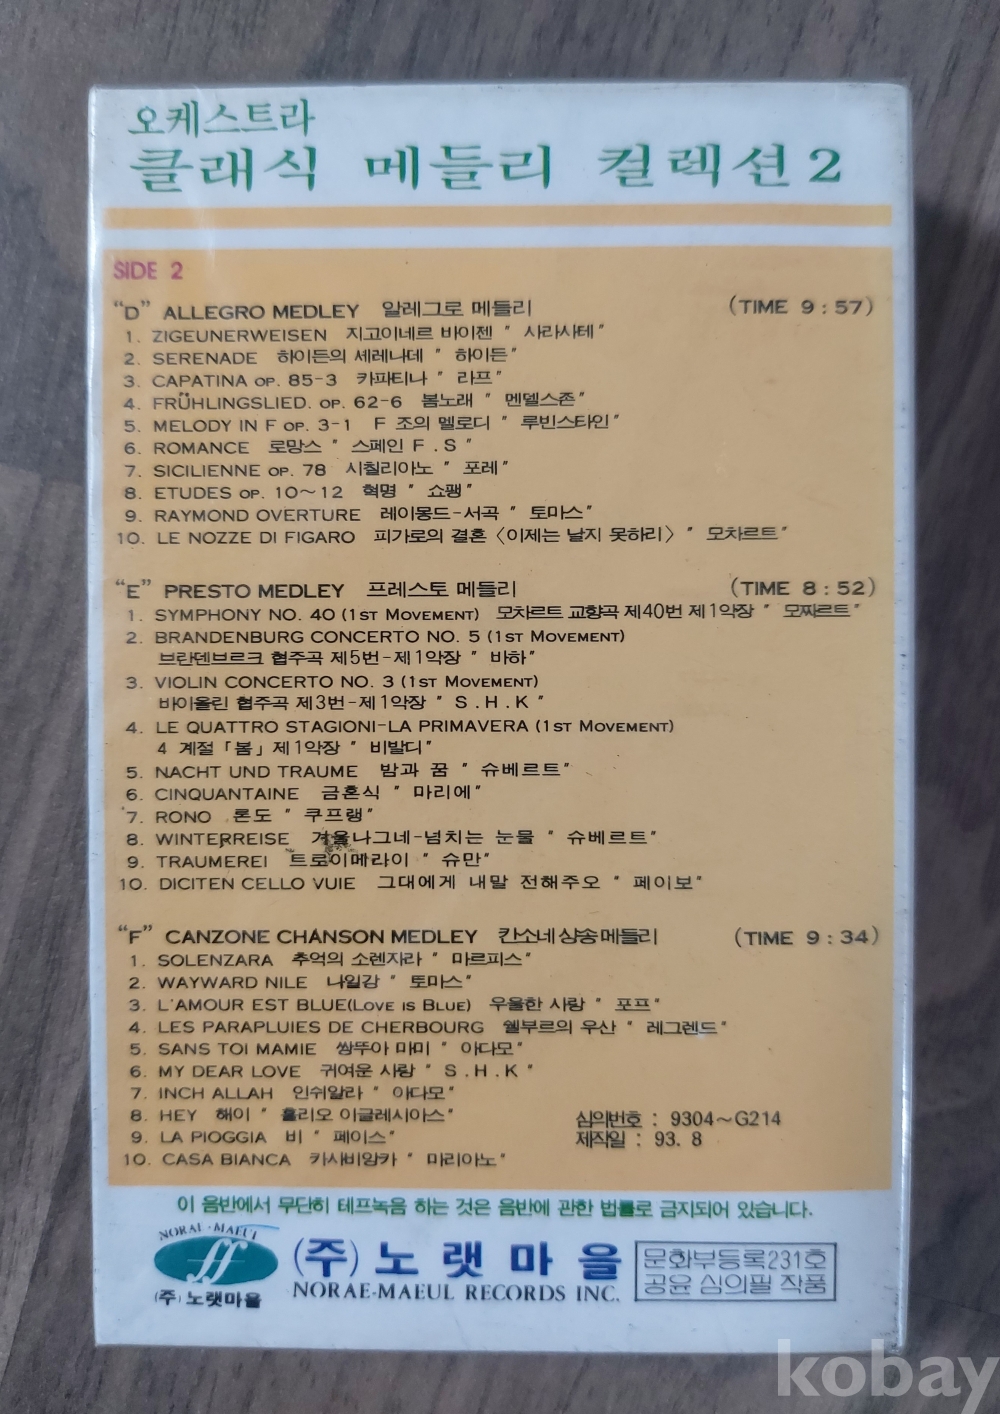 오케스트라
클래식 메들리 컬렉션 2
SIDE 2
"D" ALLEGRO MEDLEY 알레그로 메들리 (TIME 9 : 57)
1. ZIGEUNERWEISEN 지고이네르 바이젠 " 사라사테"
2. SERENADE 하이든의 세레나데 " 하이든"
3. CAPATINA OP. 85-3 카파티나 " 라프"
4. FRÜHLINGSLIED. OP. 62-6 봄노래 " 멘델스존"
5. MELODY IN F OP. 3-1 F 조의 멜로디 " 루빈스타인"
6. ROMANCE 로망스 " 스페인 F . S "
7. SICILIENNE OP. 78 시칠리아노 " 포레"
8. ETUDES OP. 10~12 혁명 " 쇼팽"
9. RAYMOND OVERTURE 레이몽드-서곡 " 토마스"
10. LE NOZZE DI FIGARO 피가로의 결혼 〈이제는 날지 못하리〉 " 모차르트"
"E" PRESTO MEDLEY 프레스토 메들리 (TIME 8 : 52)
1. SYMPHONY NO. 40 (1ST MOVEMENT) 모차르트 교향곡 제40번 제1악장 " 모짜르트"
2. BRANDENBURG CONCERTO NO. 5 (1ST MOVEMENT)
브란덴브르크 협주곡 제5번-제1악장 " 바하"
3. VIOLIN CONCERTO NO. 3 (1ST MOVEMENT)
바이올린 협주곡 제3번-제1악장 " S . H . K "
4. LE QUATTRO STAGIONI-LA PRIMAVERA (1ST MOVEMENT)
4 계절 「봄」 제1악장 " 비발디"
5. NACHT UND TRAUME 밤과 꿈 " 슈베르트"
6. CINQUANTAINE 금혼식 " 마리에"
7. RONO 론도 " 쿠프랭"
8. WINTERREISE 겨울나그네-넘치는 눈물 " 슈베르트"
9. TRAUMEREI 트로이메라이 " 슈만"
10. DICITEN CELLO VUIE 그대에게 내말 전해주오 " 페이보"
"F" CANZONE CHANSON MEDLEY 칸소네샹송메들리 (TIME 9 : 34)
1. SOLENZARA 추억의 소렌자라 " 마르피스"
2. WAYWARD NILE 나일강 " 토마스"
3. L'AMOUR EST BLUE(LOVE IS BLUE) 우울한 사랑 " 포프"
4. LES PARAPLUIES DE CHERBOURG 쉘부르의 우산 " 레그렌드"
5. SANS TOI MAMIE 쌍뚜아 마미 " 아다모"
6. MY DEAR LOVE 귀여운 사랑 " S . H . K "
7. INCH ALLAH 인쉬알라 " 아다모"
8. HEY 헤이 " 훌리오 이글레시아스"
9. LA PIOGGIA 비 " 페이스"
10. CASA BIANCA 카사비앙카 " 마리아노"
심의번호 : 9304~G214
제작일 : 93. 8
이 음반에서 무단히 테프녹음 하는 것은 음반에 관한 법률로 금지되어 있습니다.
NORAE · MAEUL
ff
(주)노랫마을
(주)노랫마을
NORAE-MAEUL RECORDS INC.
문화부등록231호
공윤 심의필 작품
kobay